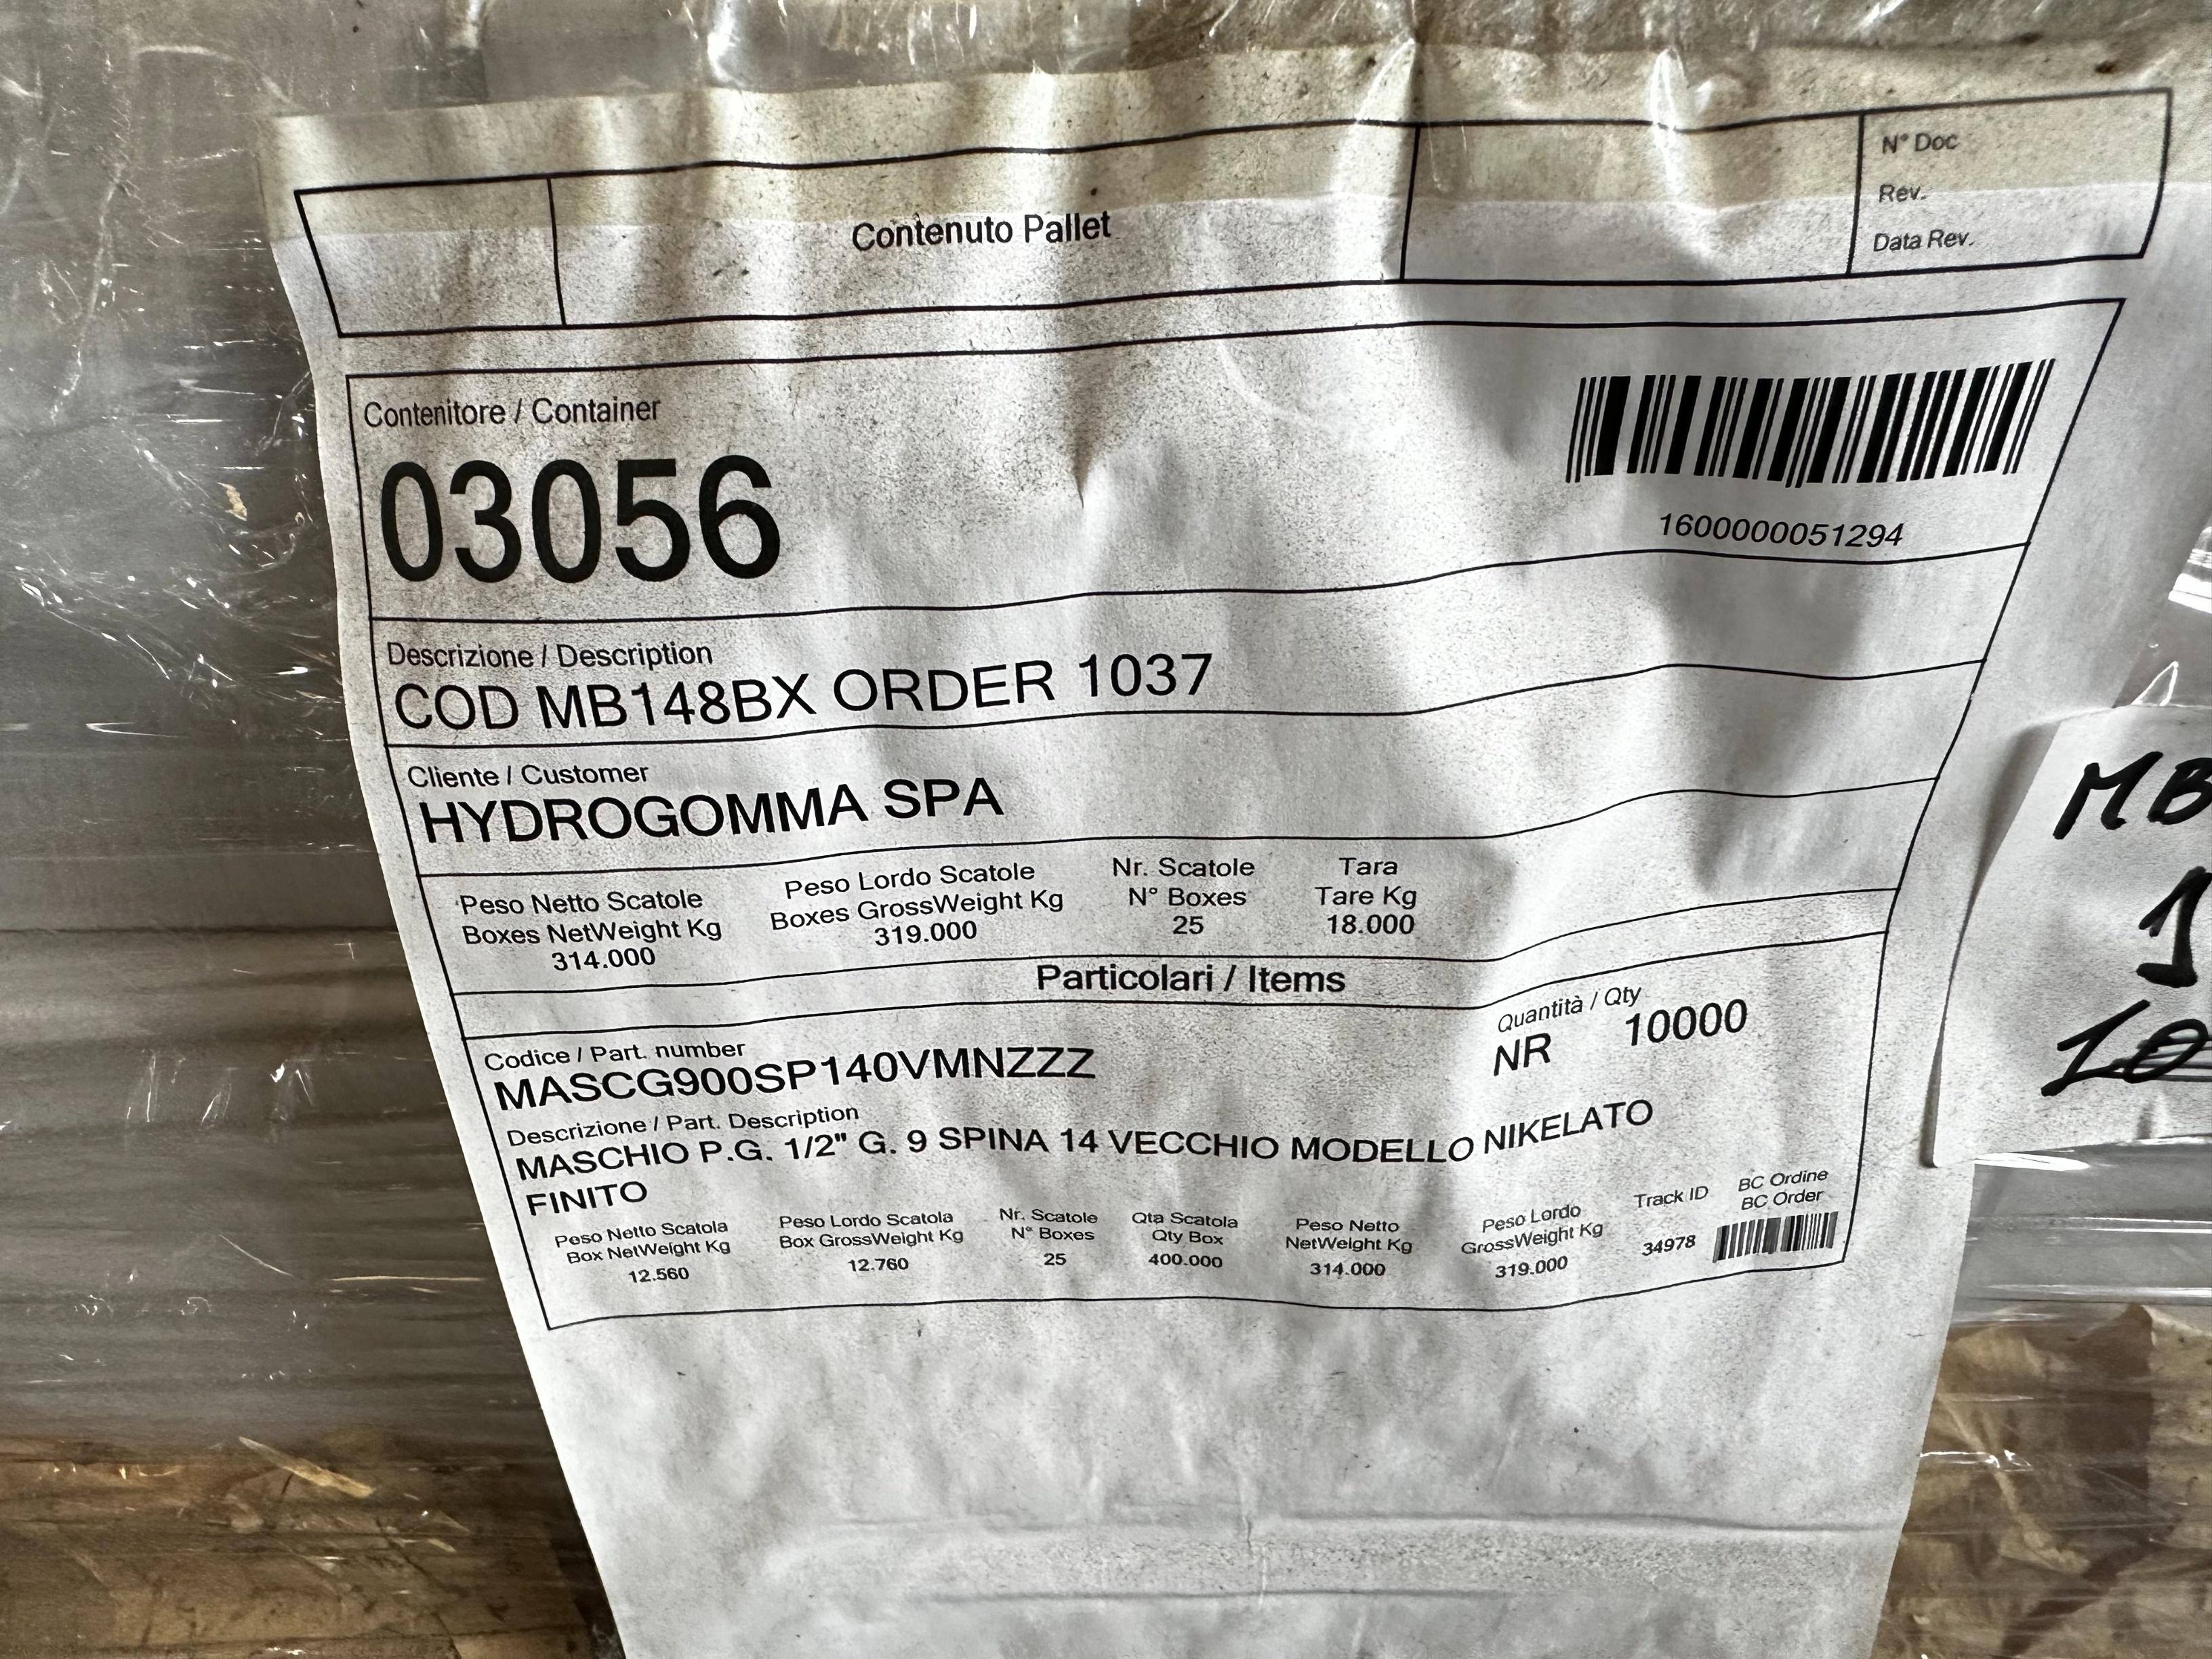 Contenuto Pallet
N° Doc
Rev.
Data Rev.
Contenitore / Container
03056
1600000051294
Descrizione / Description
COD MB148BX ORDER 1037
Cliente / Customer
HYDROGOMMA SPA
Peso Netto Scatole Peso Lordo Scatole Nr. Scatole Tara
Boxes NetWeight Kg Boxes GrossWeight Kg N° Boxes Tare Kg
314.000 319.000 25 18.000
Particolari / Items
Codice / Part. number Quantità / Qty
MASCG900SP140VMNZZZ NR 10000
Descrizione / Part. Description
MASCHIO P.G. 1/2" G. 9 SPINA 14 VECCHIO MODELLO NIKELATO
FINITO
Peso Netto Scatola Peso Lordo Scatola Nr. Scatole Qta Scatola Peso Netto Peso Lordo Track ID BC Ordine
Box NetWeight Kg Box GrossWeight Kg N° Boxes Qty Box NetWeight Kg GrossWeight Kg BC Order
12.560 12.760 25 400.000 314.000 319.000 34978
MB
1